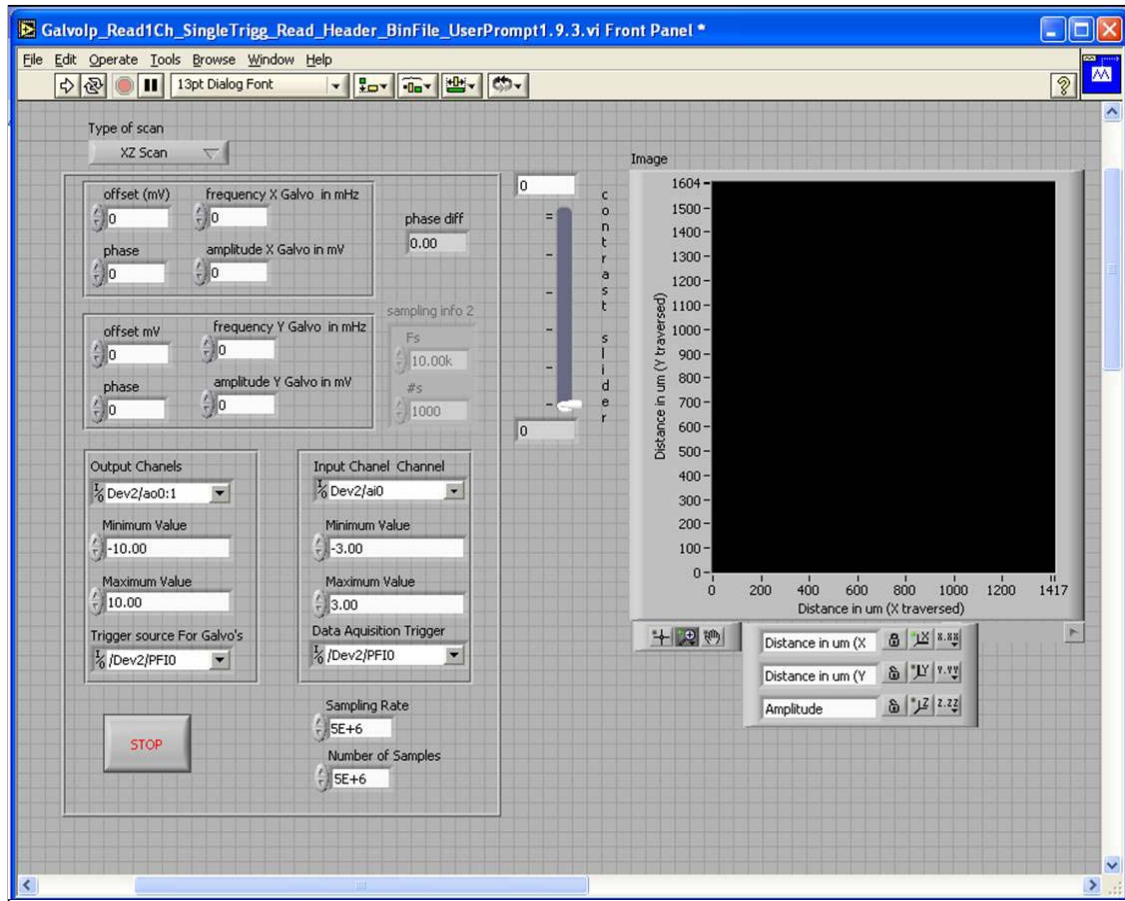 GalvoIp_Read1Ch_SingleTrigg_Read_Header_BinFile_UserPrompt1.9.3.vi Front Panel *
File Edit Operate Tools Browse Window Help
13pt Dialog Font
?
Type of scan
XZ Scan
offset (mV) frequency X Galvo in mHz
0 0
phase amplitude X Galvo in mV
0 0
phase diff
0.00
offset mV frequency Y Galvo in mHz
0 0
phase amplitude Y Galvo in mV
0 0
sampling info 2
Fs
10.00k
#s
1000
0
contrast slider
0
Output Chanels
I/O Dev2/ao0:1
Minimum Value
-10.00
Maximum Value
10.00
Trigger source For Galvo's
I/O /Dev2/PFI0
Input Chanel Channel
I/O Dev2/ai0
Minimum Value
-3.00
Maximum Value
3.00
Data Aquisition Trigger
I/O /Dev2/PFI0
Sampling Rate
5E+6
Number of Samples
5E+6
STOP
Image
1604
1500
1400
1300
1200
1100
1000
900
800
700
600
500
400
300
200
100
0
Distance in um (Y traversed)
0 200 400 600 800 1000 1200 1417
Distance in um (X traversed)
Distance in um (X X X.XX
Distance in um (Y Y Y.YY
Amplitude Z Z.ZZ